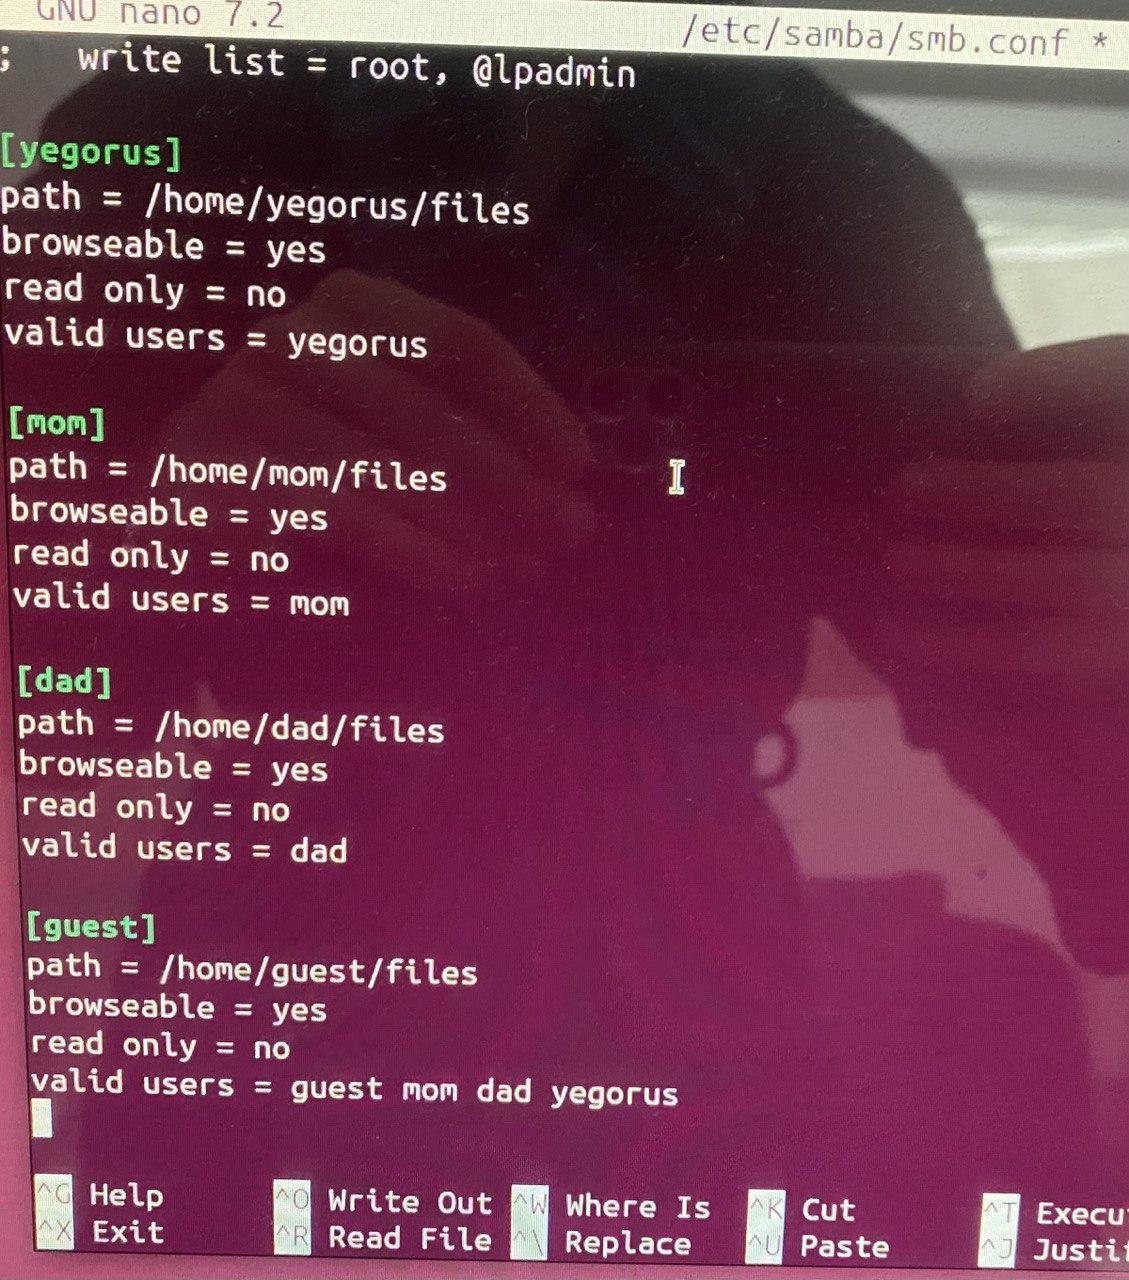 GNU nano 7.2 /etc/samba/smb.conf *
; write list = root, @lpadmin
[yegorus]
path = /home/yegorus/files
browseable = yes
read only = no
valid users = yegorus
[mom]
path = /home/mom/files
browseable = yes
read only = no
valid users = mom
[dad]
path = /home/dad/files
browseable = yes
read only = no
valid users = dad
[guest]
path = /home/guest/files
browseable = yes
read only = no
valid users = guest mom dad yegorus
^G Help ^O Write Out ^W Where Is ^K Cut ^T Execu
^X Exit ^R Read File ^\ Replace ^U Paste ^J Justi